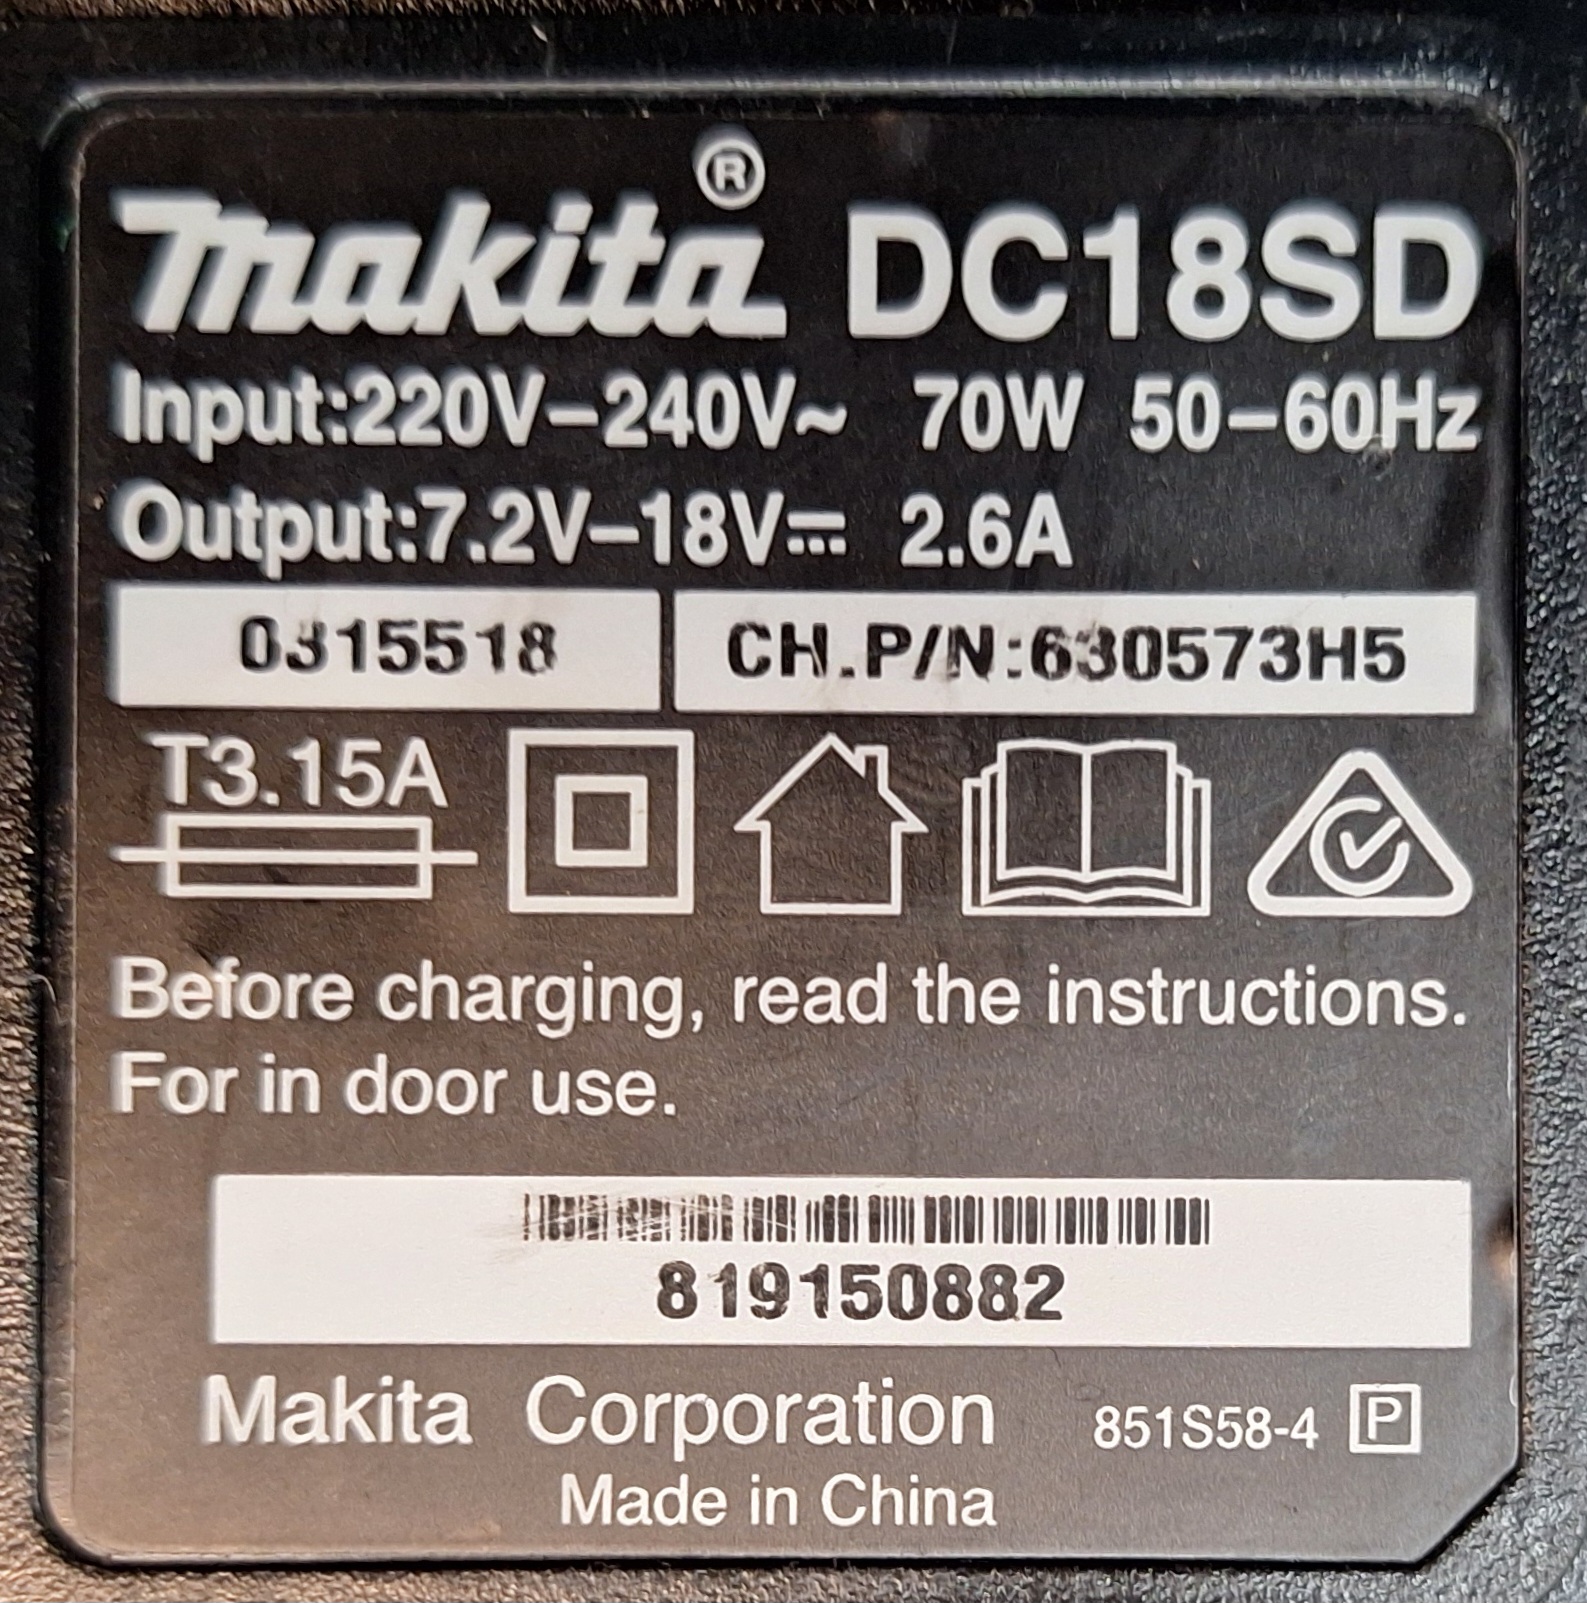 makita® DC18SD
Input:220V–240V~ 70W 50–60Hz
Output:7.2V–18V⎓ 2.6A
0315518 CH.P/N:630573H5
T3.15A
Before charging, read the instructions.
For in door use.
819150882
Makita Corporation 851S58-4 P
Made in China